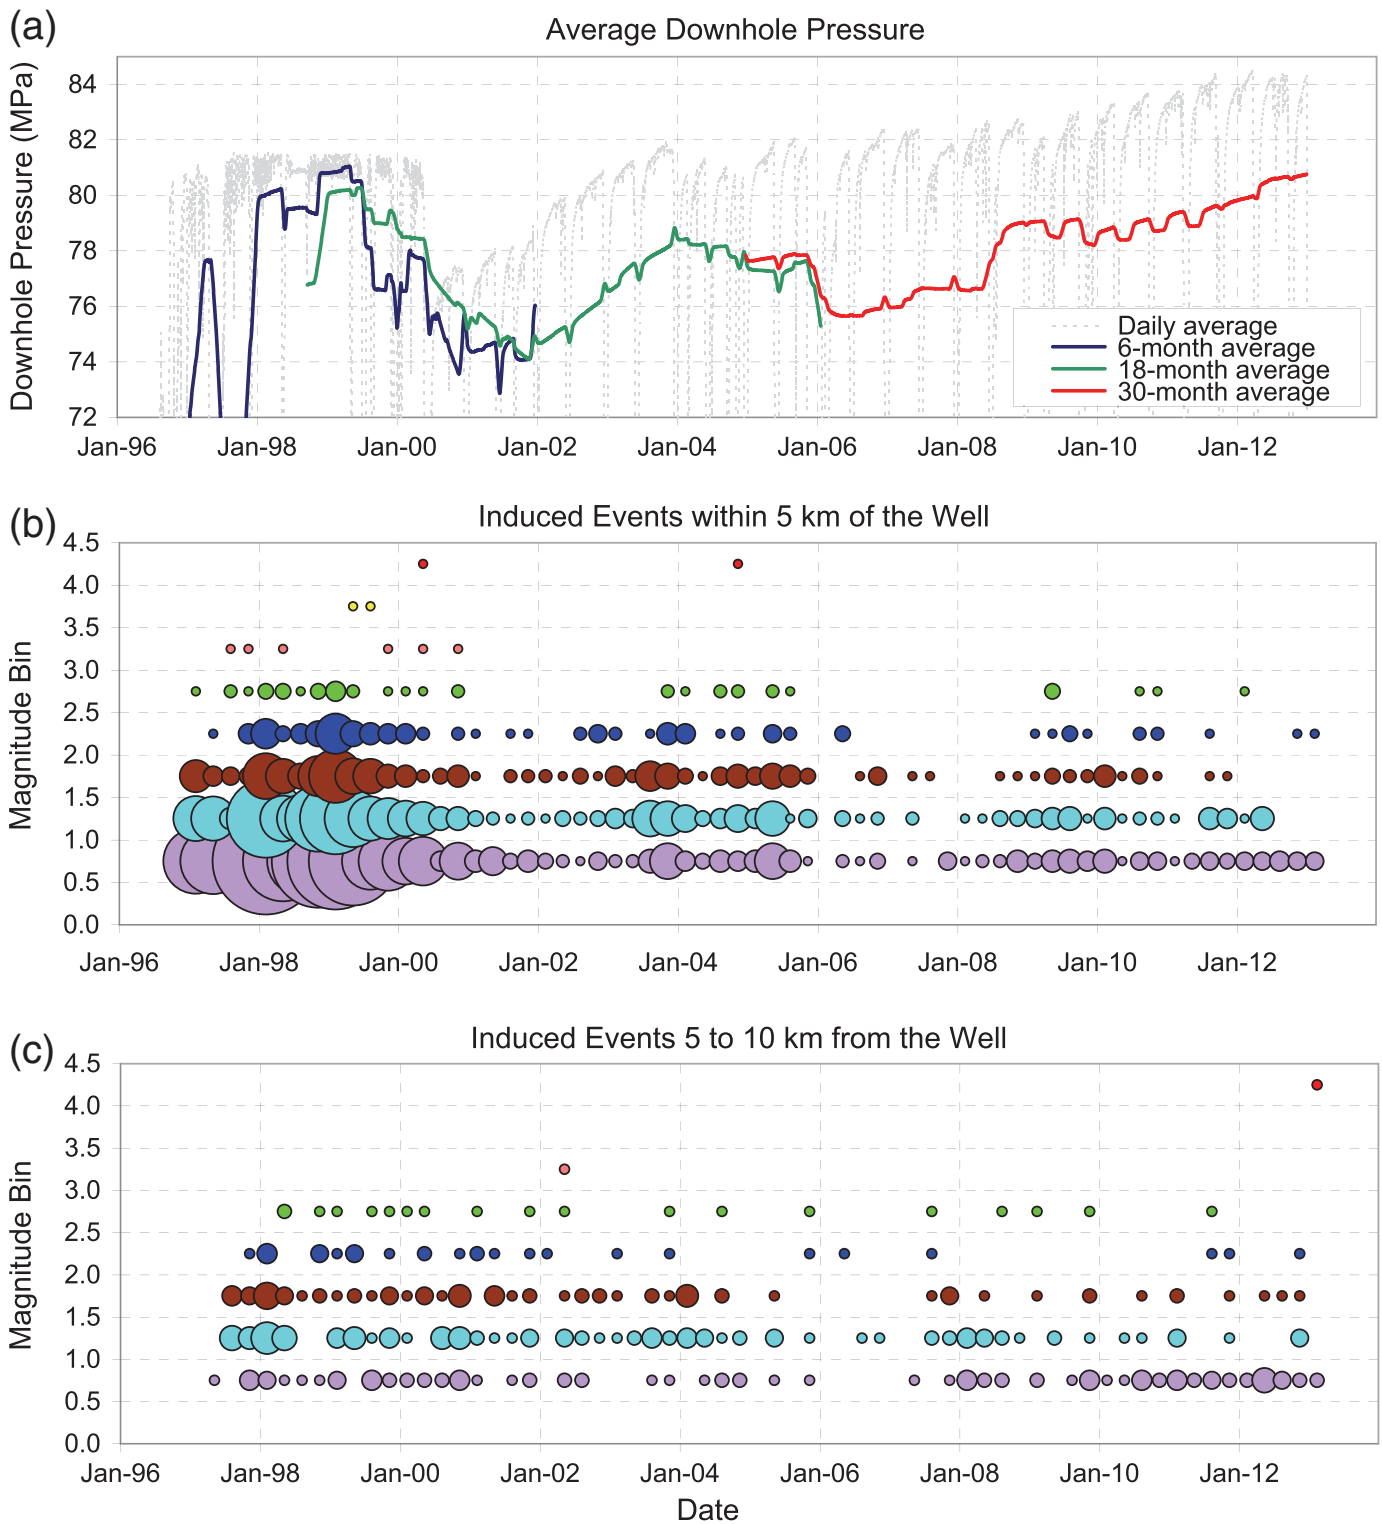 (a)
Average Downhole Pressure
Downhole Pressure (MPa)
84
82
80
78
76
74
72
Daily average
6-month average
18-month average
30-month average
Jan-96 Jan-98 Jan-00 Jan-02 Jan-04 Jan-06 Jan-08 Jan-10 Jan-12
(b)
Induced Events within 5 km of the Well
Magnitude Bin
4.5
4.0
3.5
3.0
2.5
2.0
1.5
1.0
0.5
0.0
Jan-96 Jan-98 Jan-00 Jan-02 Jan-04 Jan-06 Jan-08 Jan-10 Jan-12
(c)
Induced Events 5 to 10 km from the Well
Magnitude Bin
4.5
4.0
3.5
3.0
2.5
2.0
1.5
1.0
0.5
0.0
Jan-96 Jan-98 Jan-00 Jan-02 Jan-04 Jan-06 Jan-08 Jan-10 Jan-12
Date